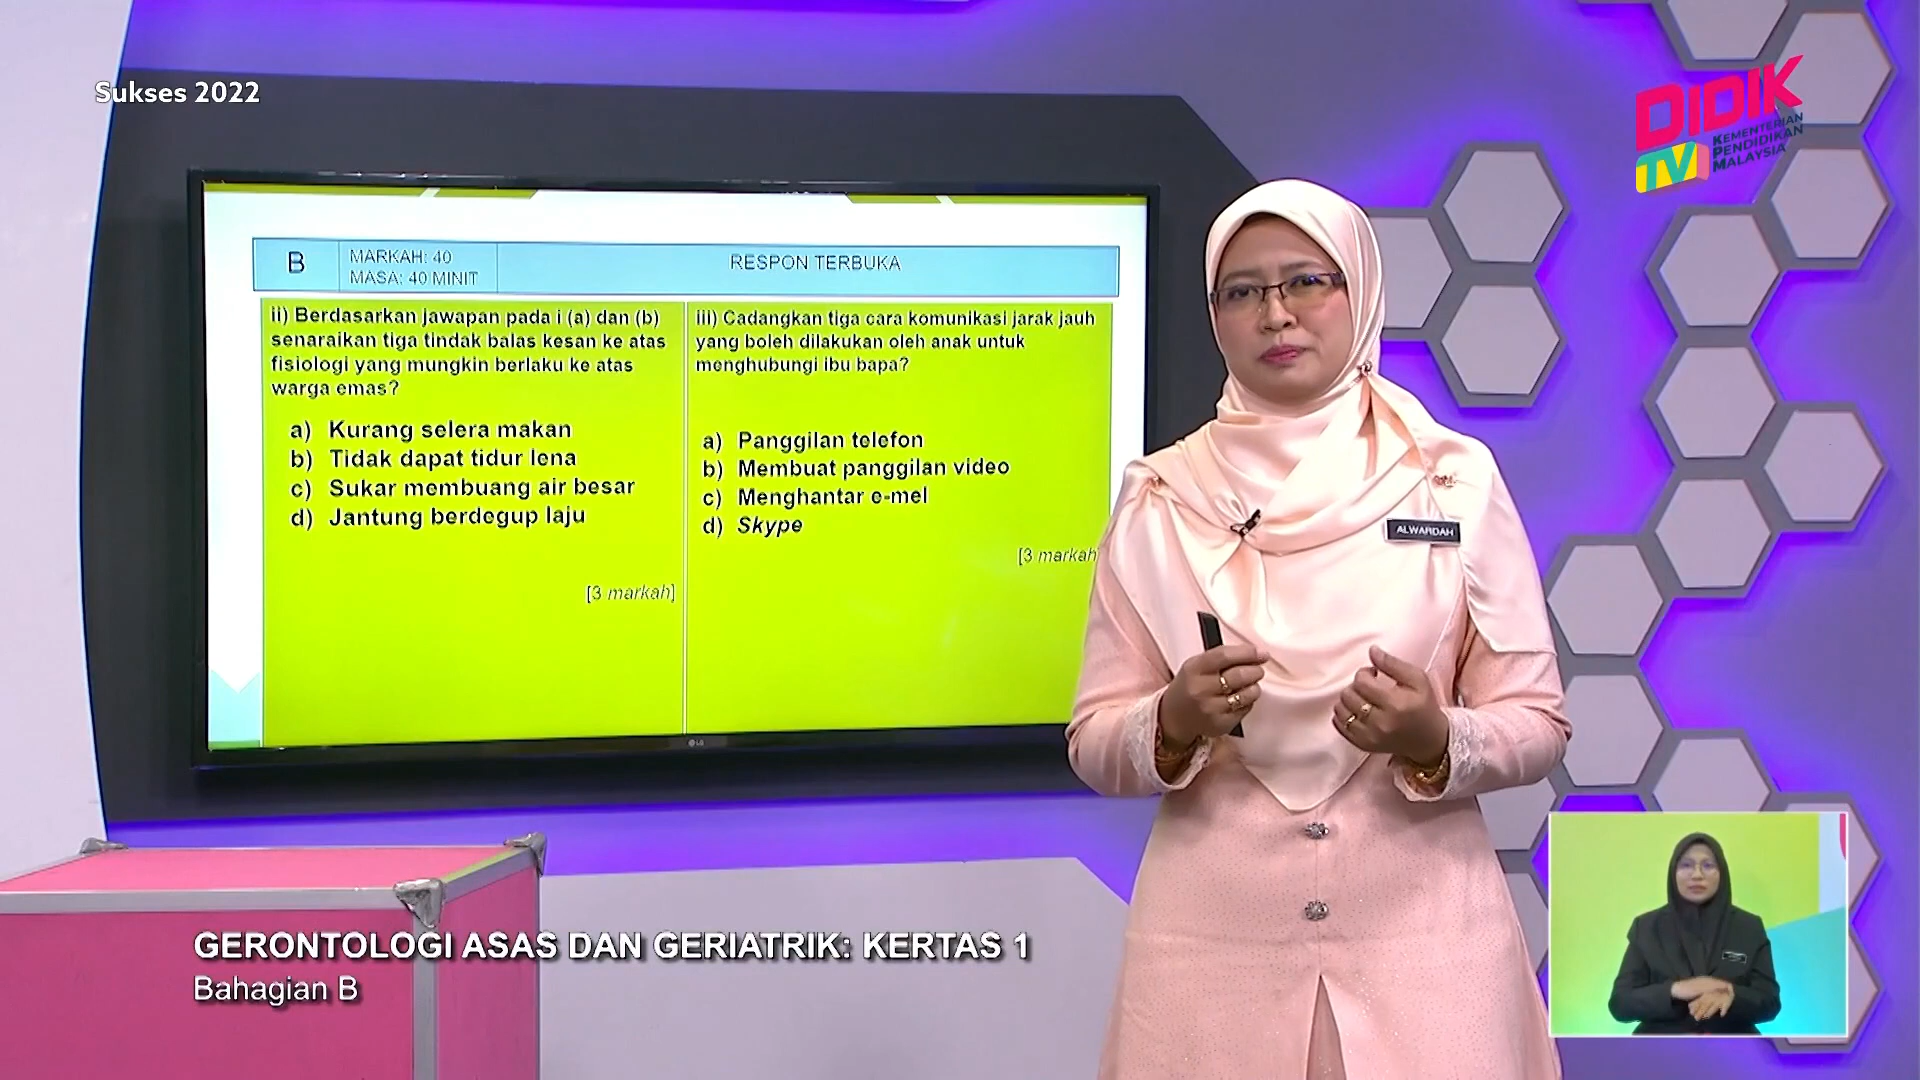 Sukses 2022
DIDIK
TV
KEMENTERIAN
PENDIDIKAN
MALAYSIA
B
MARKAH: 40
MASA: 40 MINIT
RESPON TERBUKA
ii) Berdasarkan jawapan pada i (a) dan (b)
senaraikan tiga tindak balas kesan ke atas
fisiologi yang mungkin berlaku ke atas
warga emas?
a) Kurang selera makan
b) Tidak dapat tidur lena
c) Sukar membuang air besar
d) Jantung berdegup laju
[3 markah]
iii) Cadangkan tiga cara komunikasi jarak jauh
yang boleh dilakukan oleh anak untuk
menghubungi ibu bapa?
a) Panggilan telefon
b) Membuat panggilan video
c) Menghantar e-mel
d) Skype
[3 markah
LG
ALWARDAH
GERONTOLOGI ASAS DAN GERIATRIK: KERTAS 1
Bahagian B